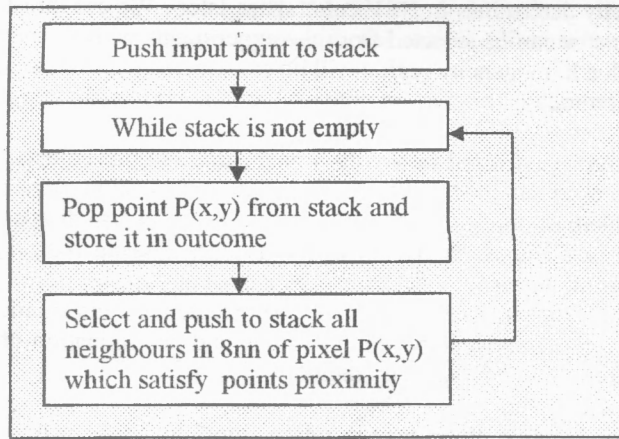 Push input point to stack
While stack is not empty
Pop point P(x,y) from stack and
store it in outcome
Select and push to stack all
neighbours in 8nn of pixel P(x,y)
which satisfy points proximity